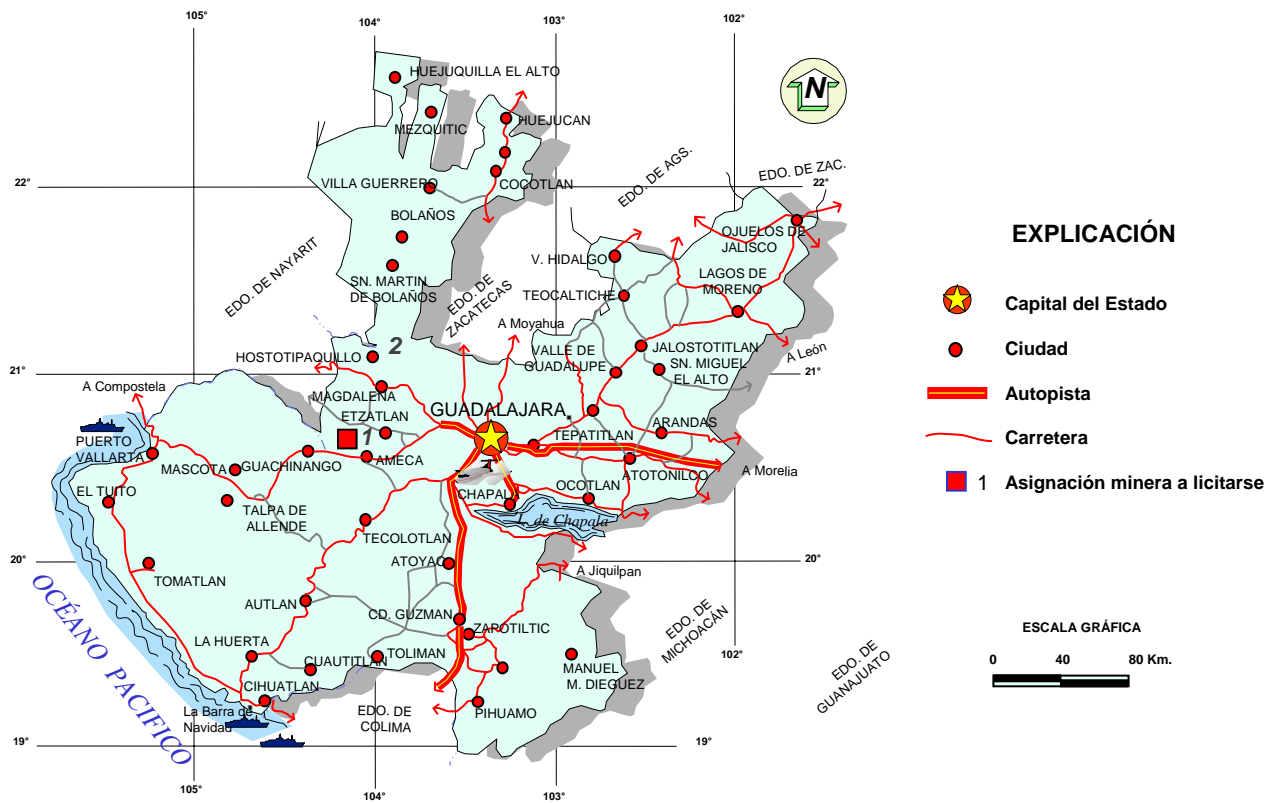 105°
104°
103°
102°
HUEJUQUILLA EL ALTO
N
MEZQUITIC
HUEJUCAN
EDO. DE AGS.
EDO. DE ZAC.
22°
VILLA GUERRERO
COCOTLAN
22°
BOLAÑOS
OJUELOS DE
JALISCO
EDO. DE NAYARIT
V. HIDALGO
SN. MARTIN
DE BOLAÑOS
EDO. DE
ZACATECAS
TEOCALTICHE
LAGOS DE
MORENO
A Moyahua
HOSTOTIPAQUILLO
2
VALLE DE
GUADALUPE
JALOSTOTITLAN
SN. MIGUEL
EL ALTO
A León
21°
21°
A Compostela
MAGDALENA
ETZATLAN
GUADALAJARA
1
PUERTO
VALLARTA
TEPATITLAN
ARANDAS
MASCOTA
GUACHINANGO
AMECA
ATOTONILCO
A Morelia
EL TUITO
TALPA DE
ALLENDE
CHAPALA
OCOTLAN
L. de Chapala
TECOLOTLAN
20°
ATOYAC
20°
TOMATLAN
A Jiquilpan
AUTLAN
CD. GUZMAN
ZAPOTILTIC
EDO. DE
MICHOACÁN
OCÉANO PACIFICO
LA HUERTA
CUAUTITLAN
TOLIMAN
MANUEL
M. DIEGUEZ
102°
EDO. DE
GUANAJUATO
CIHUATLAN
La Barra de
Navidad
EDO. DE
COLIMA
PIHUAMO
19°
19°
105°
104°
103°
EXPLICACIÓN
Capital del Estado
Ciudad
Autopista
Carretera
1 Asignación minera a licitarse
ESCALA GRÁFICA
0 40 80 Km.